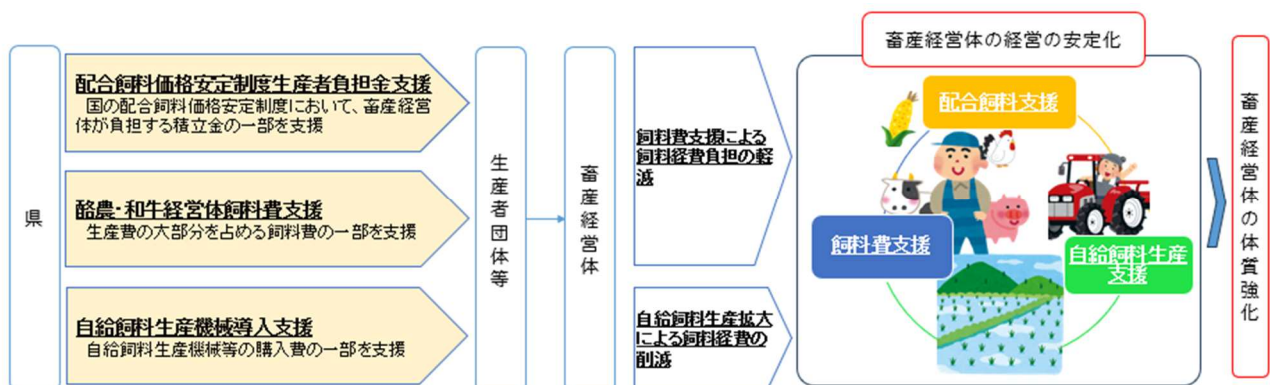 県
配合飼料価格安定制度生産者負担金支援
国の配合飼料価格安定制度において、畜産経営
体が負担する積立金の一部を支援
酪農・和牛経営体飼料費支援
生産費の大部分を占める飼料費の一部を支援
自給飼料生産機械導入支援
自給飼料生産機械等の購入費の一部を支援
生産者団体等
畜産経営体
飼料費支援による
飼料経費負担の軽
減
自給飼料生産拡大
による飼料経費の
削減
畜産経営体の経営の安定化
配合飼料支援
飼料費支援
自給飼料生産
支援
畜産経営体の体質強化